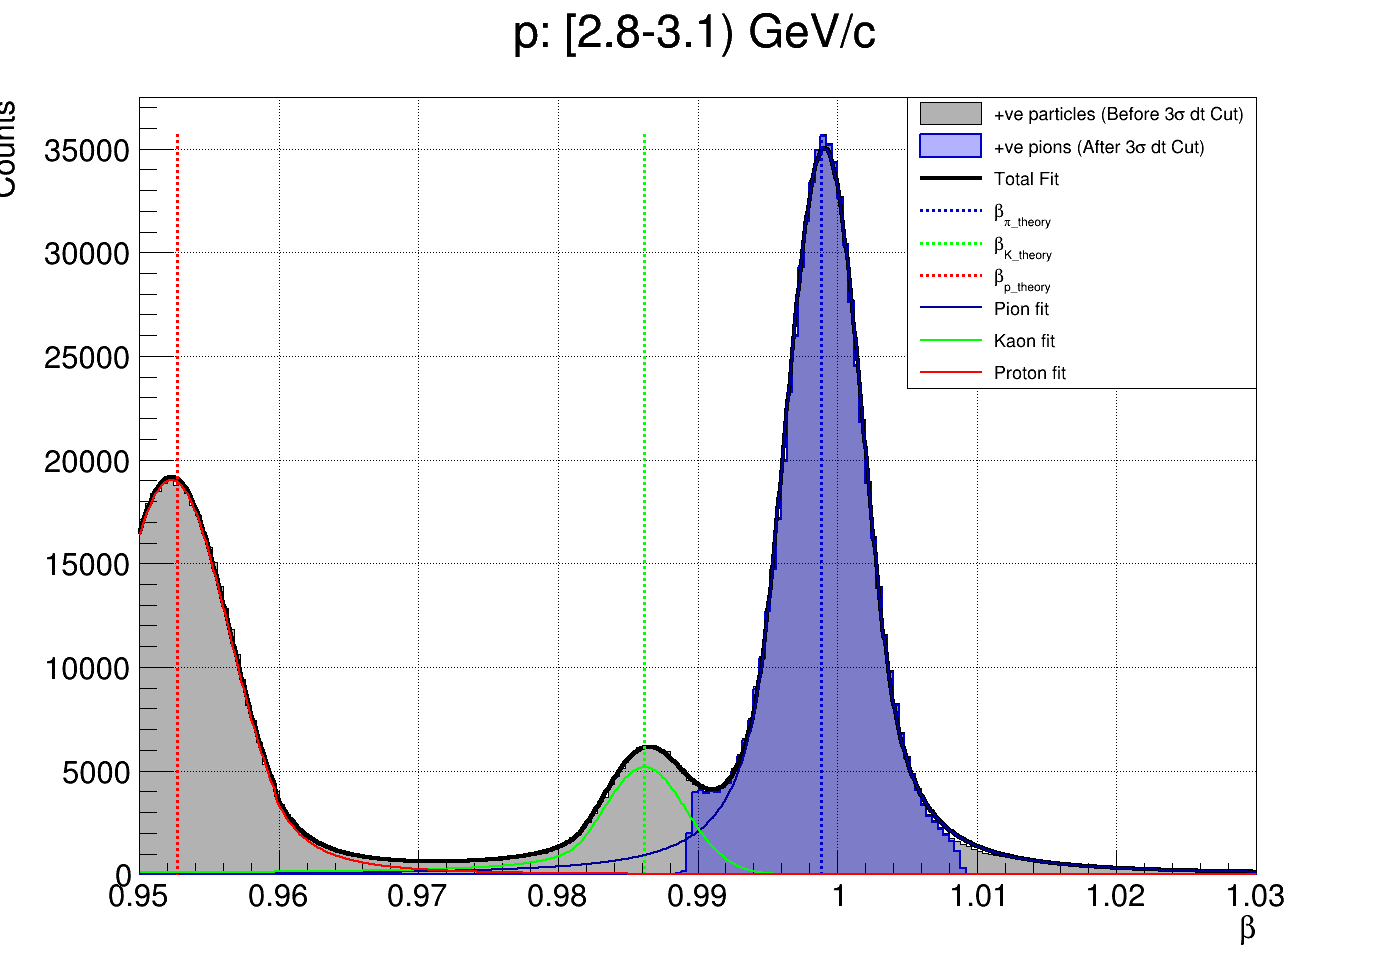 p: [2.8-3.1) GeV/c
Counts
35000
30000
25000
20000
15000
10000
5000
0
0.95 0.96 0.97 0.98 0.99 1 1.01 1.02 1.03
β
+ve particles (Before 3σ dt Cut)
+ve pions (After 3σ dt Cut)
Total Fit
βπ_theory
βK_theory
βp_theory
Pion fit
Kaon fit
Proton fit